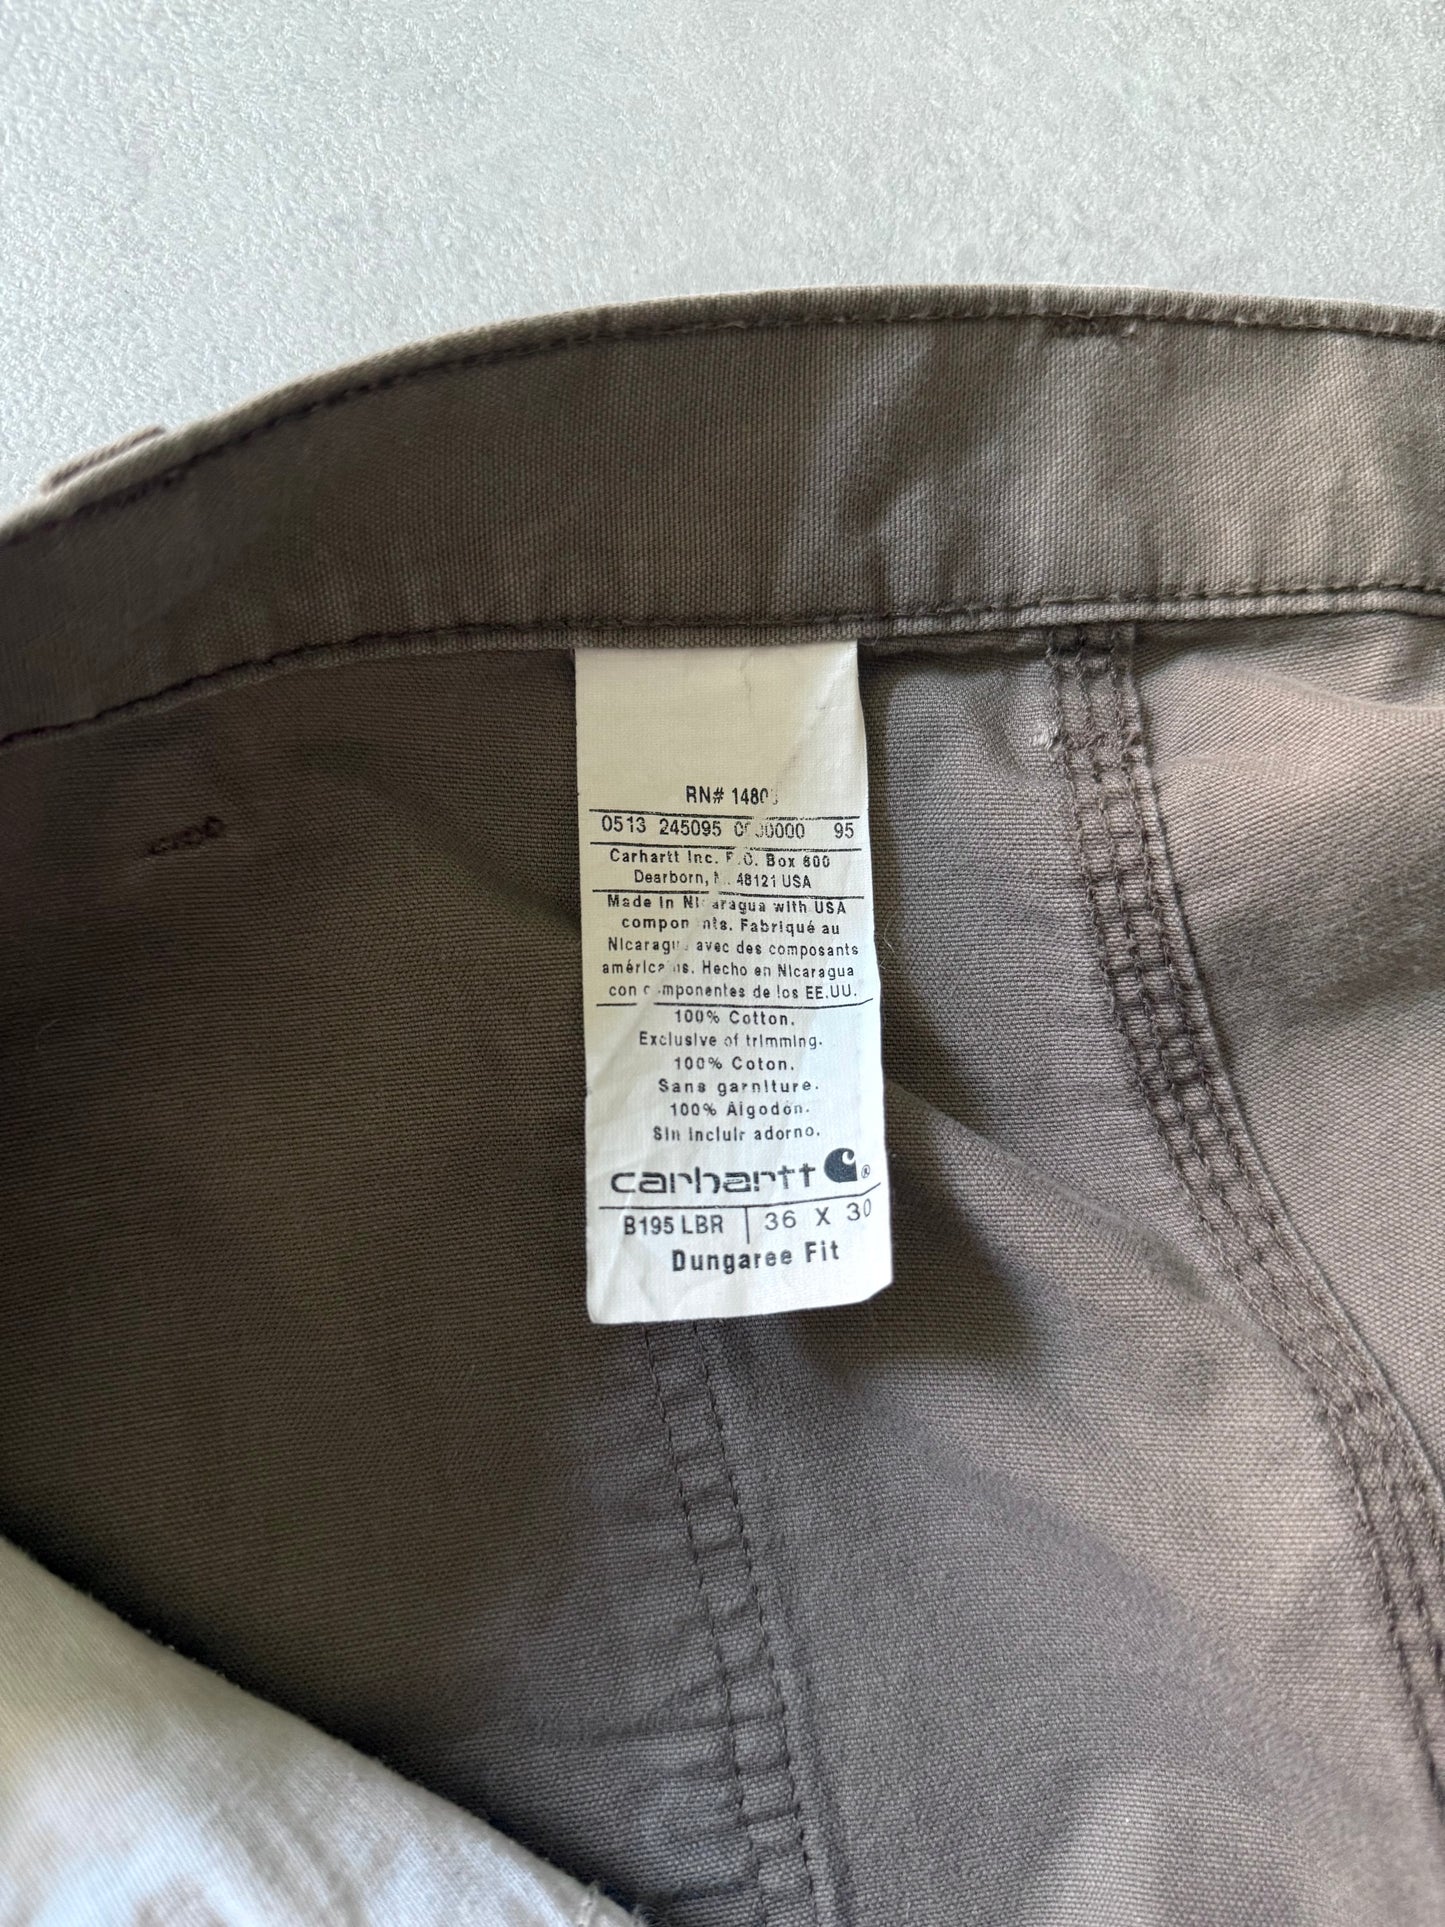 RN# 1480
0513 245095 95
Carhartt Inc. P.O. Box 600
Dearborn, 48121 USA
Made in Nicaragua with USA
components. Fabriqué au
Nicaragua avec des composants
américains. Hecho en Nicaragua
con componentes de los EE.UU.
100% Cotton.
Exclusive of trimming.
100% Coton.
Sans garniture.
100% Algodón.
Sin incluir adorno.
carhartt ®
B195 LBR 36 X 30
Dungaree Fit